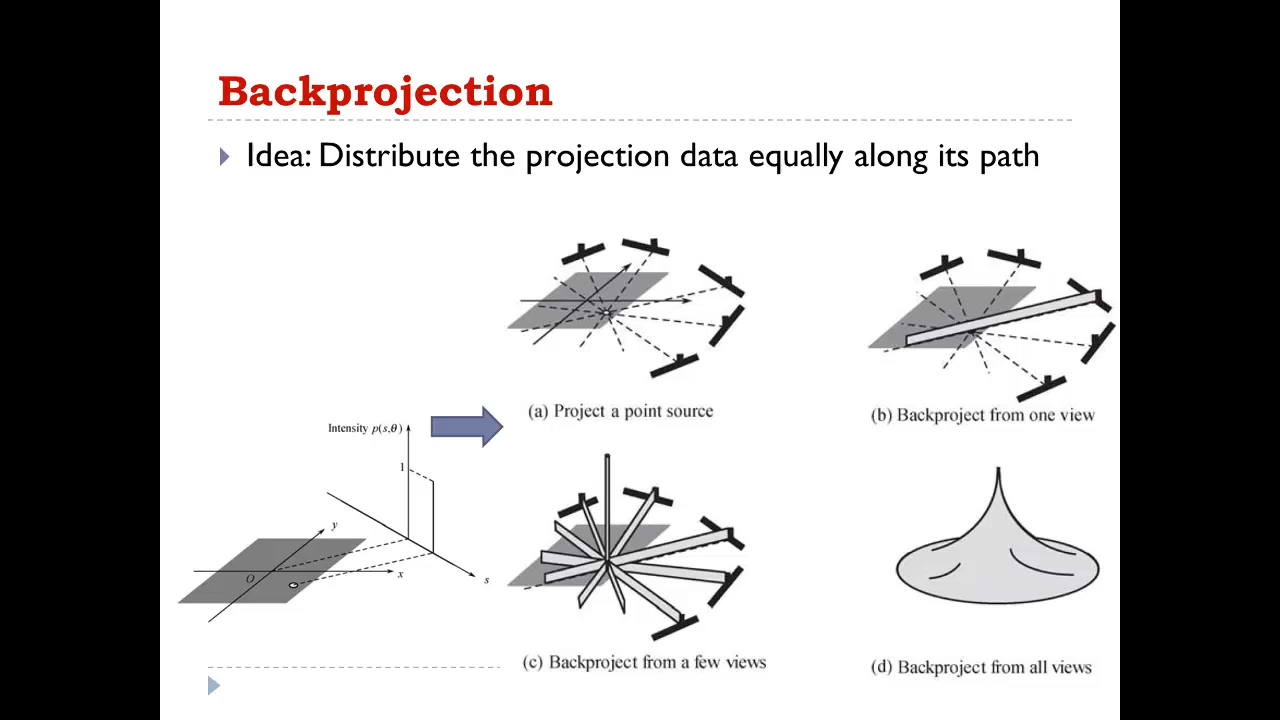 Backprojection
Idea: Distribute the projection data equally along its path
(a) Project a point source
(b) Backproject from one view
Intensity p(s,θ)
1
y
O
x
s
(c) Backproject from a few views
(d) Backproject from all views